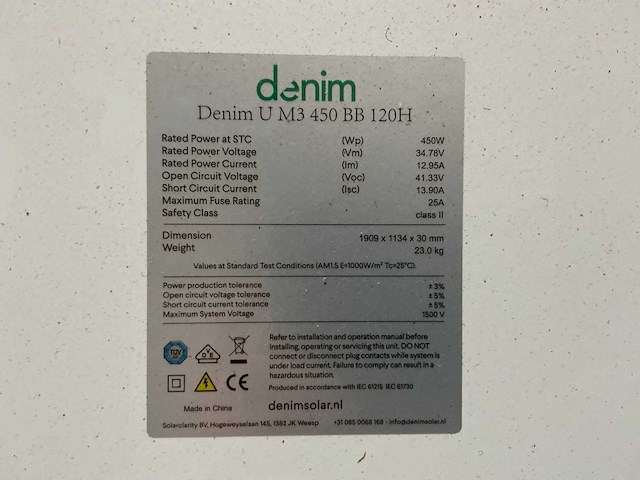 denim
Denim U M3 450 BB 120H
Rated Power at STC (Wp) 450W
Rated Power Voltage (Vm) 34.78V
Rated Power Current (Im) 12.95A
Open Circuit Voltage (Voc) 41.33V
Short Circuit Current (Isc) 13.90A
Maximum Fuse Rating 25A
Safety Class class II
Dimension 1909 x 1134 x 30 mm
Weight 23.0 kg
Values at Standard Test Conditions (AM1.5 E=1000W/m² Tc=25°C).
Power production tolerance ± 3%
Open circuit voltage tolerance ± 5%
Short circuit current tolerance ± 5%
Maximum System Voltage 1500 V
Refer to installation and operation manual before
installing, operating or servicing this unit. DO NOT
connect or disconnect plug contacts while system is
under load current. Failure to comply can result in a
hazardous situation.
Produced in accordance with IEC 61215 IEC 61730
TÜV
CE
Made in China denimsolar.nl
Solarclarity BV, Hogeweyselaan 145, 1382 JK Weesp +31 085 0068 168 - info@denimsolar.nl